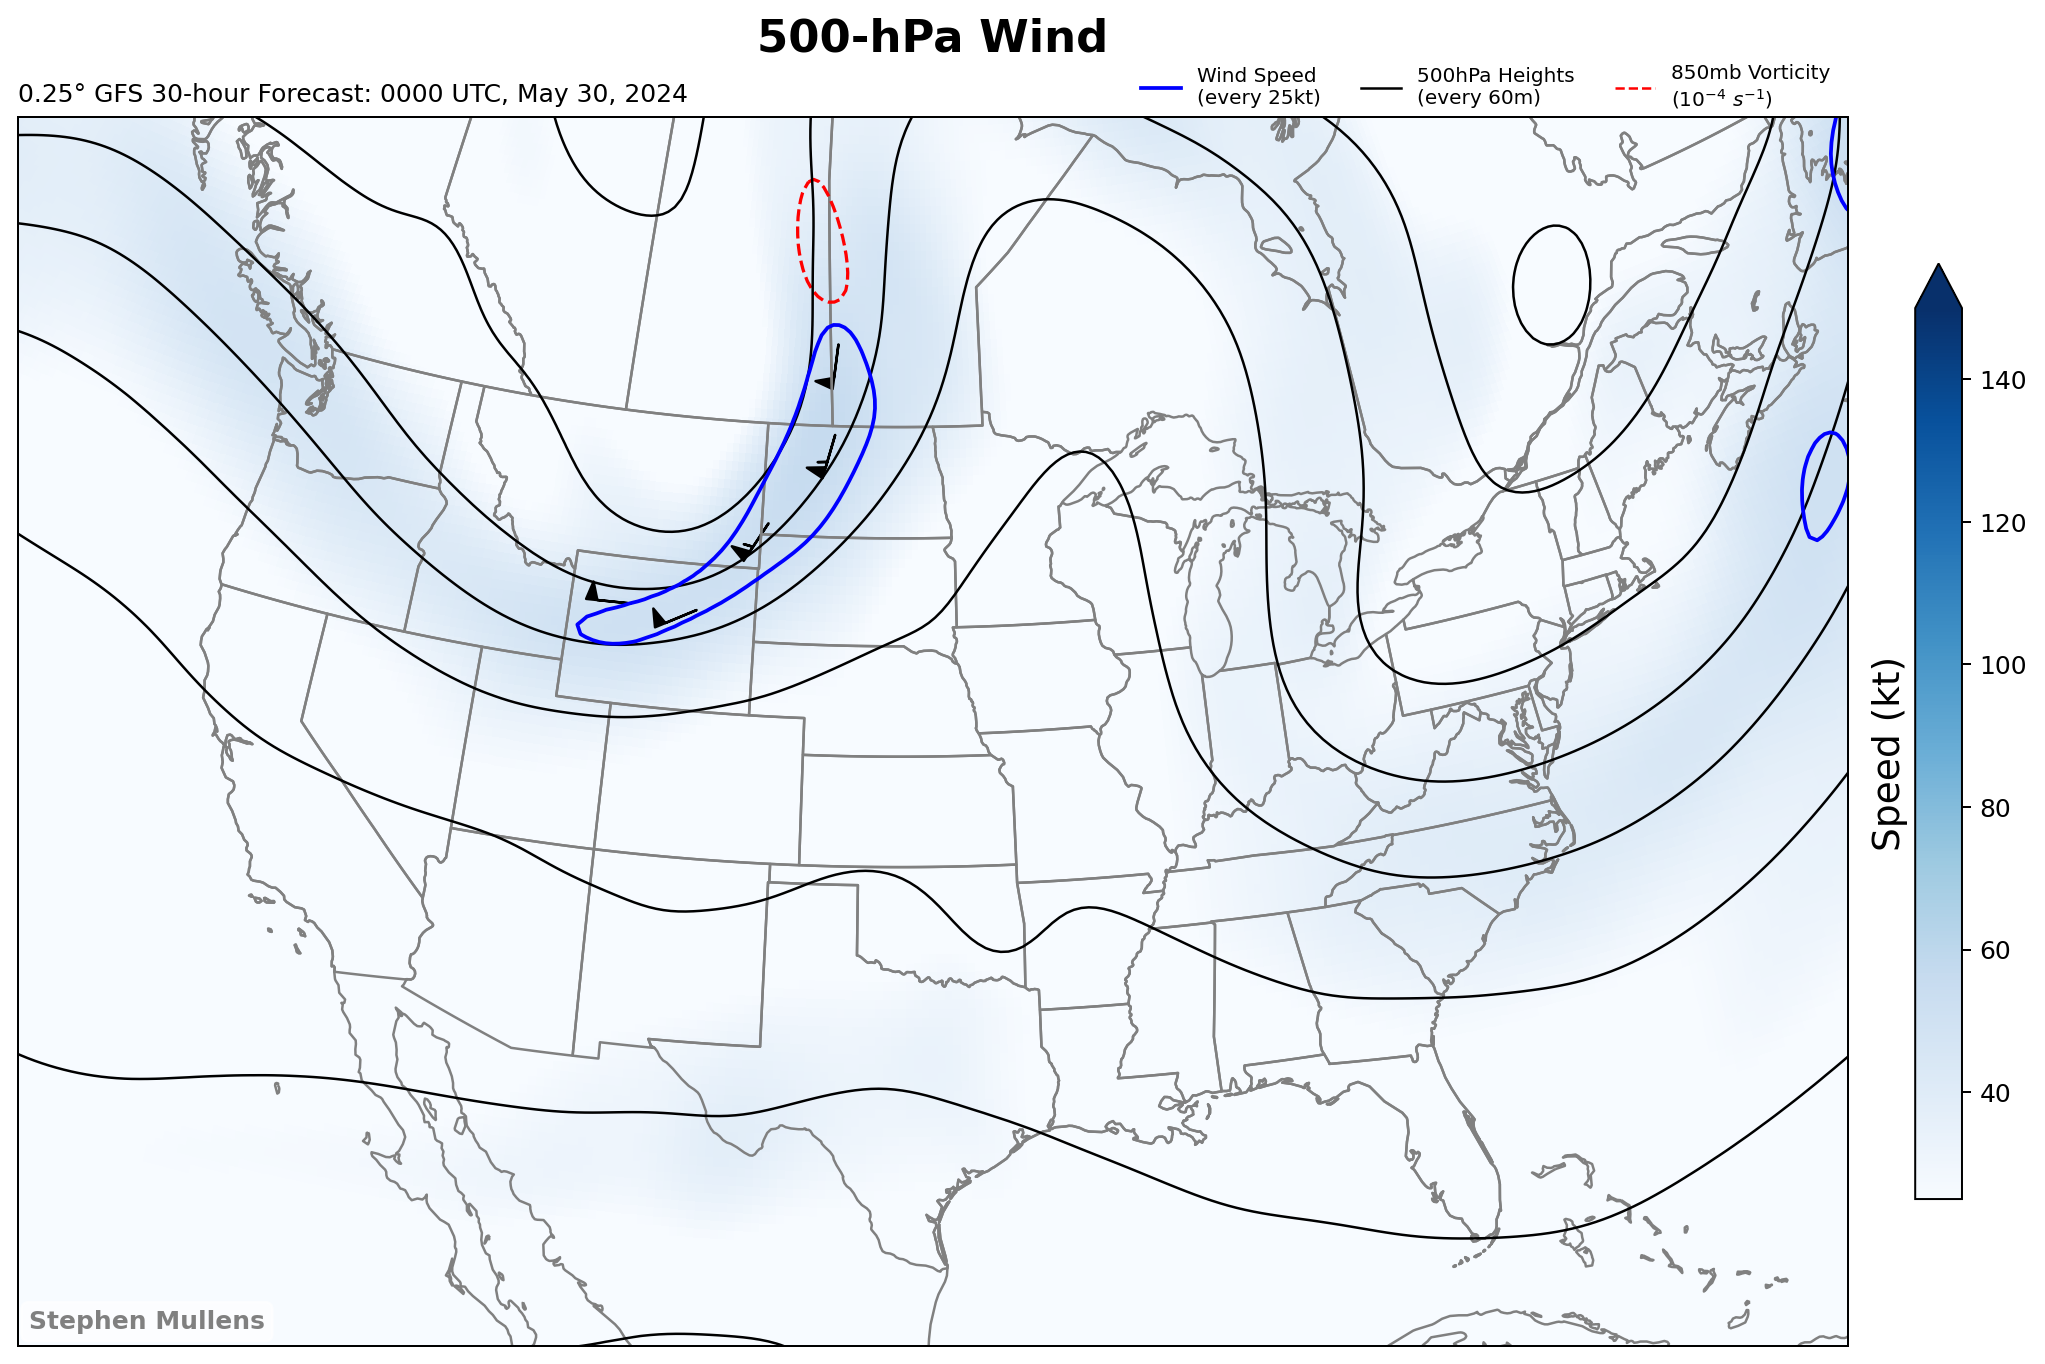 500-hPa Wind
0.25° GFS 30-hour Forecast: 0000 UTC, May 30, 2024
Wind Speed
(every 25kt)
500hPa Heights
(every 60m)
850mb Vorticity
(10⁻⁴ s⁻¹)
140
120
100
80
60
40
Speed (kt)
Stephen Mullens